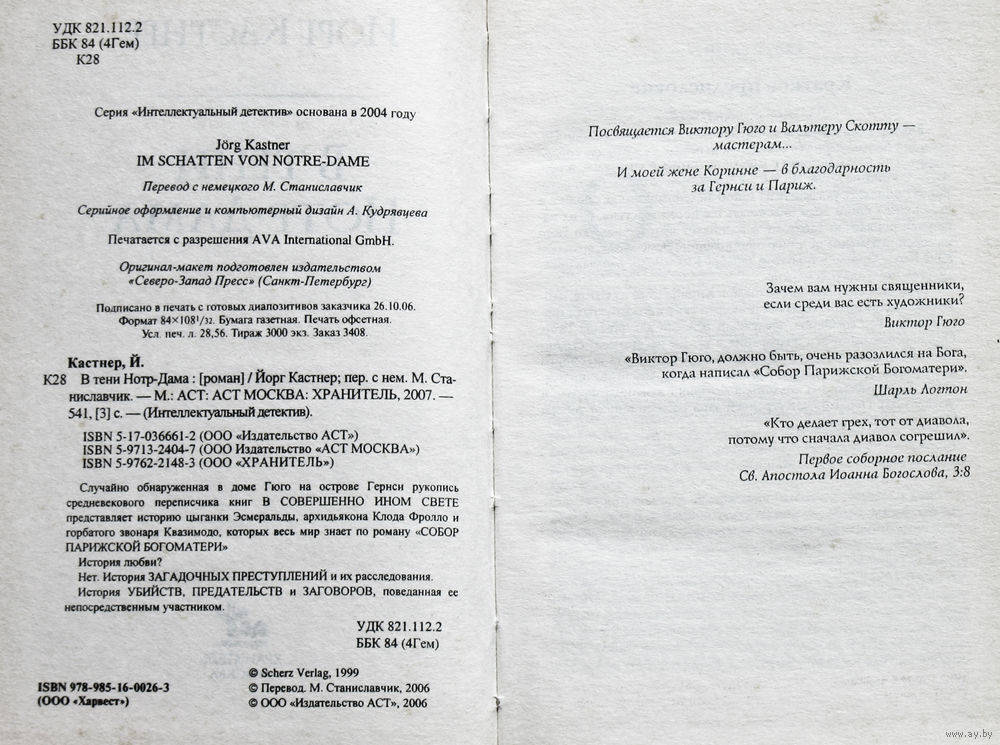 УДК 821.112.2
ББК 84 (4Гем)
К28
Серия «Интеллектуальный детектив» основана в 2004 году
Jörg Kastner
IM SCHATTEN VON NOTRE-DAME
Перевод с немецкого М. Станиславчик
Серийное оформление и компьютерный дизайн А. Кудрявцева
Печатается с разрешения AVA International GmbH.
Оригинал-макет подготовлен издательством
«Северо-Запад Пресс» (Санкт-Петербург)
Подписано в печать с готовых диапозитивов заказчика 26.10.06.
Формат 84×108¹/₃₂. Бумага газетная. Печать офсетная.
Усл. печ. л. 28,56. Тираж 3000 экз. Заказ 3408.
Кастнер, Й.
К28 В тени Нотр-Дама : [роман] / Йорг Кастнер; пер. с нем. М. Ста-
ниславчик. — М.: АСТ: АСТ МОСКВА: ХРАНИТЕЛЬ, 2007. —
541, [3] с. — (Интеллектуальный детектив).
ISBN 5-17-036661-2 (ООО «Издательство АСТ»)
ISBN 5-9713-2404-7 (ООО Издательство «АСТ МОСКВА»)
ISBN 5-9762-2148-3 (ООО «ХРАНИТЕЛЬ»)
Случайно обнаруженная в доме Гюго на острове Гернси рукопись
средневекового переписчика книг В СОВЕРШЕННО ИНОМ СВЕТЕ
представляет историю цыганки Эсмеральды, архидьякона Клода Фролло и
горбатого звонаря Квазимодо, которых весь мир знает по роману «СОБОР
ПАРИЖСКОЙ БОГОМАТЕРИ»
История любви?
Нет. История ЗАГАДОЧНЫХ ПРЕСТУПЛЕНИЙ и их расследования.
История УБИЙСТВ, ПРЕДАТЕЛЬСТВ и ЗАГОВОРОВ, поведанная ее
непосредственным участником.
УДК 821.112.2
ББК 84 (4Гем)
© Scherz Verlag, 1999
ISBN 978-985-16-0026-3 © Перевод. М. Станиславчик, 2006
(ООО «Харвест») © ООО «Издательство АСТ», 2006
Посвящается Виктору Гюго и Вальтеру Скотту —
мастерам...
И моей жене Коринне — в благодарность
за Гернси и Париж.
Зачем вам нужны священники,
если среди вас есть художники?
Виктор Гюго
«Виктор Гюго, должно быть, очень разозлился на Бога,
когда написал «Собор Парижской Богоматери».
Шарль Логтон
«Кто делает грех, тот от диавола,
потому что сначала диавол согрешил».
Первое соборное послание
Св. Апостола Иоанна Богослова, 3:8
www.ay.by